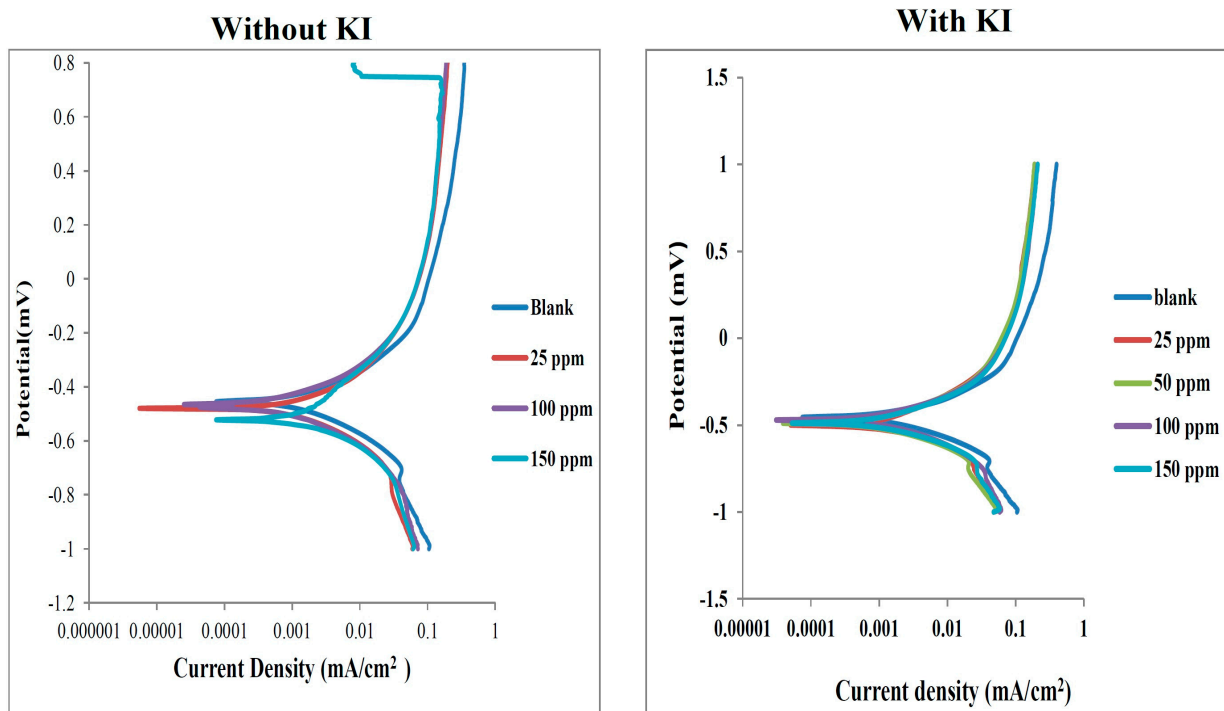 Without KI
0.8
0.6
0.4
0.2
0
-0.2
-0.4
-0.6
-0.8
-1
-1.2
Potential(mV)
0.000001 0.00001 0.0001 0.001 0.01 0.1 1
Current Density (mA/cm² )
Blank
25 ppm
100 ppm
150 ppm
With KI
1.5
1
0.5
0
-0.5
-1
-1.5
Potential (mV)
0.00001 0.0001 0.001 0.01 0.1 1
Current density (mA/cm²)
blank
25 ppm
50 ppm
100 ppm
150 ppm